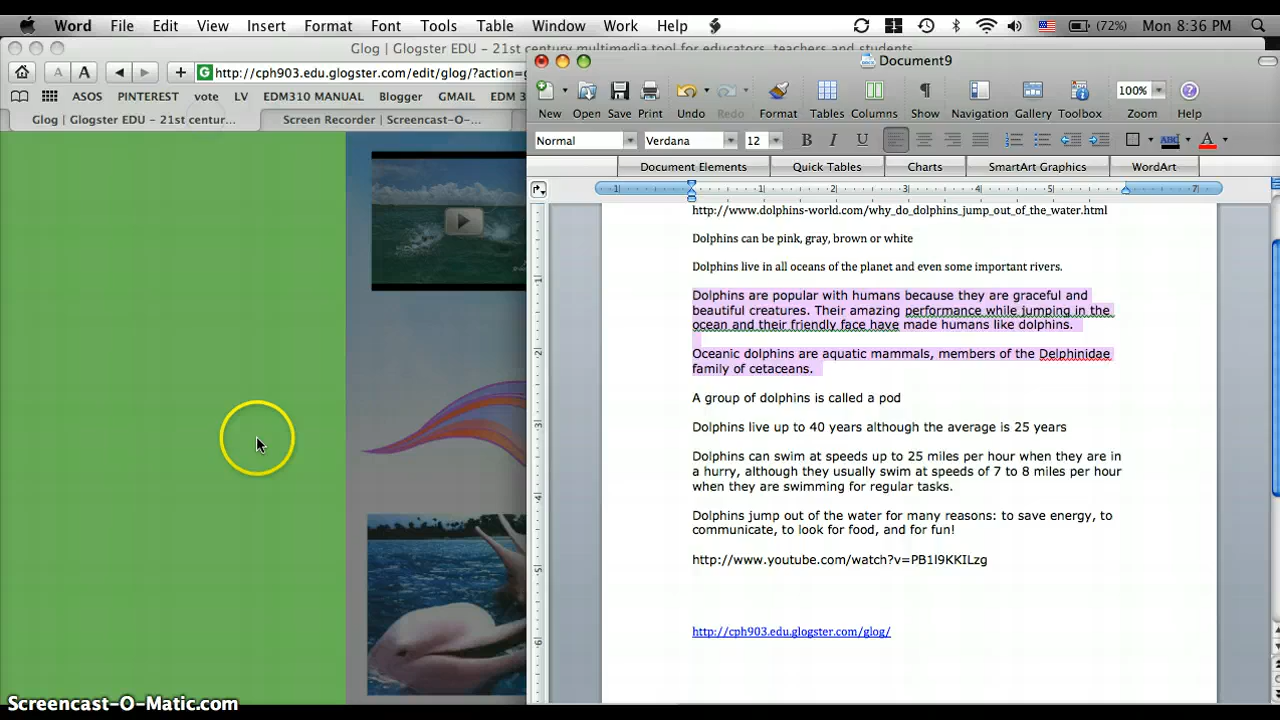 Word File Edit View Insert Format Font Tools Table Window Work Help (72%) Mon 8:36 PM
Glog | Glogster EDU – 21st century multimedia tool for educators, teachers and students
Document9
A A http://cph903.edu.glogster.com/edit/glog/?action=
ASOS PINTEREST vote LV EDM310 MANUAL Blogger GMAIL EDM 3
New Open Save Print Undo Redo Format Tables Columns Show Navigation Gallery Toolbox 100% Zoom Help
Glog | Glogster EDU – 21st centur... Screen Recorder | Screencast-O-...
Normal Verdana 12 B I U ABC A
Document Elements Quick Tables Charts SmartArt Graphics WordArt
1 1 2 3 4 5 7
http://www.dolphins-world.com/why_do_dolphins_jump_out_of_the_water.html
Dolphins can be pink, gray, brown or white
Dolphins live in all oceans of the planet and even some important rivers.
Dolphins are popular with humans because they are graceful and
beautiful creatures. Their amazing performance while jumping in the
ocean and their friendly face have made humans like dolphins.
Oceanic dolphins are aquatic mammals, members of the Delphinidae
family of cetaceans.
A group of dolphins is called a pod
Dolphins live up to 40 years although the average is 25 years
Dolphins can swim at speeds up to 25 miles per hour when they are in
a hurry, although they usually swim at speeds of 7 to 8 miles per hour
when they are swimming for regular tasks.
Dolphins jump out of the water for many reasons: to save energy, to
communicate, to look for food, and for fun!
http://www.youtube.com/watch?v=PB1l9KKILzg
http://cph903.edu.glogster.com/glog/
Screencast-O-Matic.com